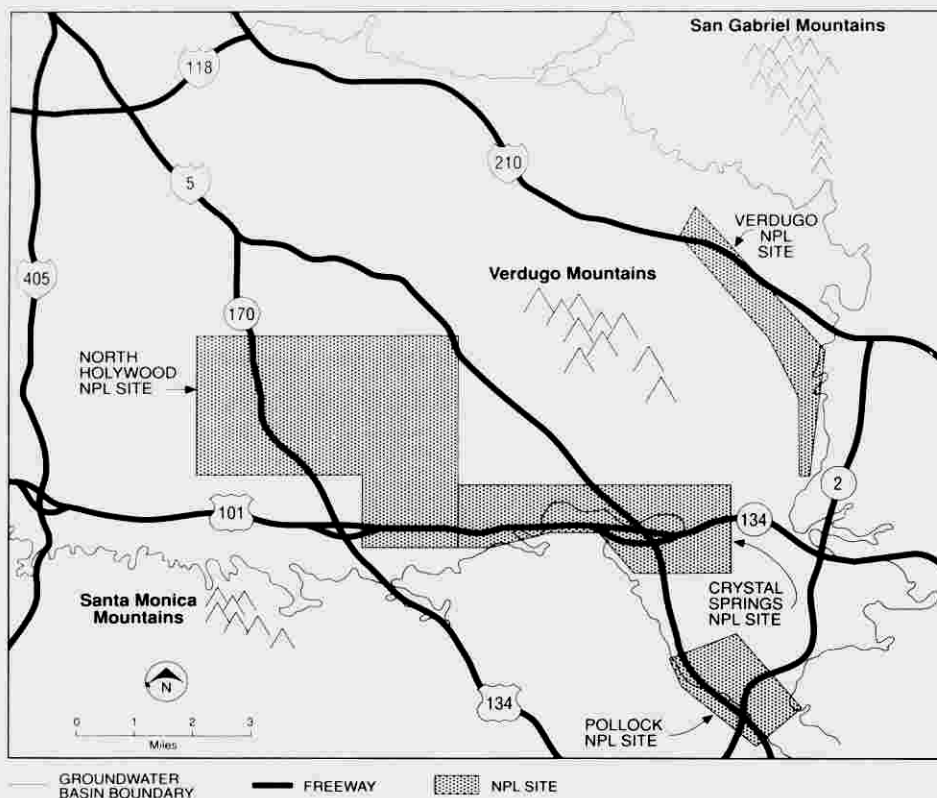 San Gabriel Mountains
118
210
5
VERDUGO
NPL
SITE
405
Verdugo Mountains
170
NORTH
HOLYWOOD
NPL SITE
2
101
134
CRYSTAL
SPRINGS
NPL SITE
Santa Monica
Mountains
N
134
0 1 2 3
Miles
POLLOCK
NPL SITE
GROUNDWATER
BASIN BOUNDARY
FREEWAY
NPL SITE